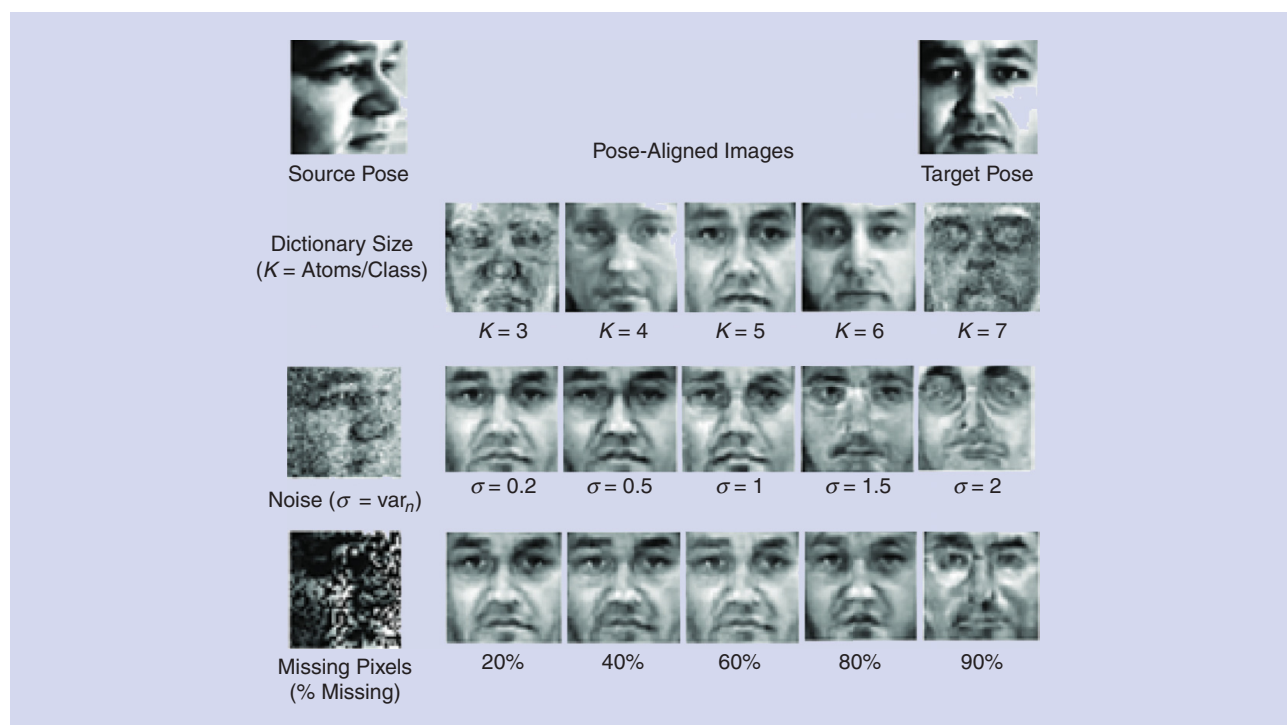 Source Pose
Pose-Aligned Images
Target Pose
Dictionary Size
(K = Atoms/Class)
K = 3 K = 4 K = 5 K = 6 K = 7
Noise (σ = varₙ)
σ = 0.2 σ = 0.5 σ = 1 σ = 1.5 σ = 2
Missing Pixels
(% Missing)
20% 40% 60% 80% 90%